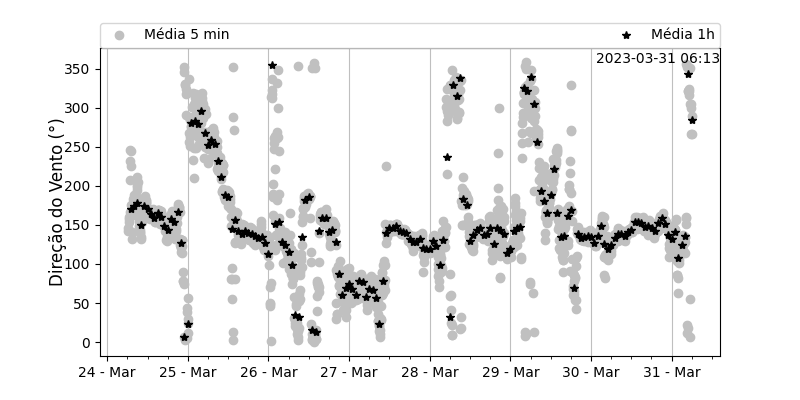 Média 5 min
Média 1h
2023-03-31 06:13
Direção do Vento (°)
350
300
250
200
150
100
50
0
24 - Mar
25 - Mar
26 - Mar
27 - Mar
28 - Mar
29 - Mar
30 - Mar
31 - Mar